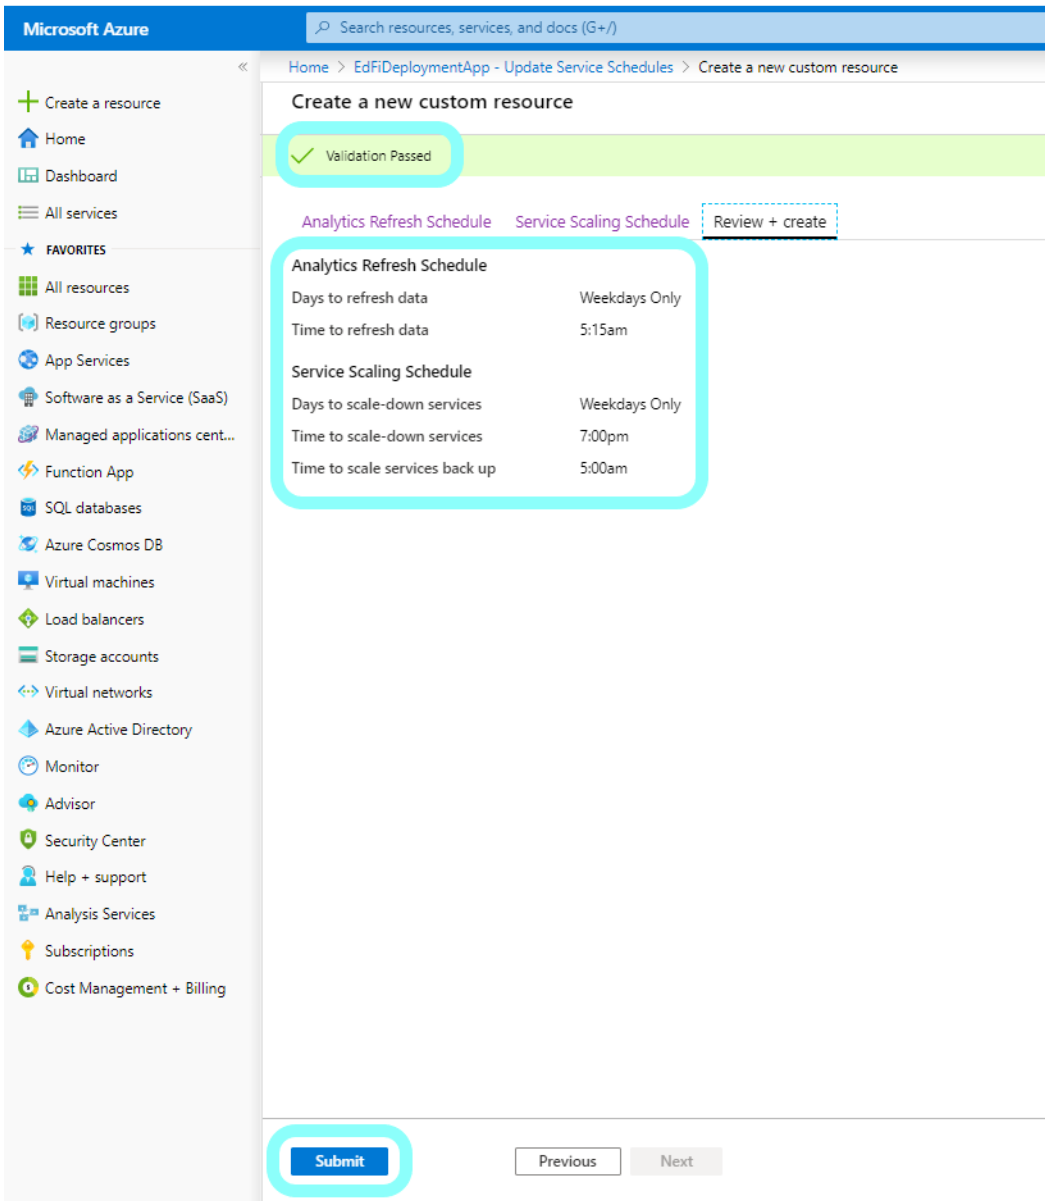 Microsoft Azure
Search resources, services, and docs (G+/)
«
Home > EdFiDeploymentApp - Update Service Schedules > Create a new custom resource
Create a resource
Home
Dashboard
All services
FAVORITES
All resources
Resource groups
App Services
Software as a Service (SaaS)
Managed applications cent...
Function App
SQL databases
Azure Cosmos DB
Virtual machines
Load balancers
Storage accounts
Virtual networks
Azure Active Directory
Monitor
Advisor
Security Center
Help + support
Analysis Services
Subscriptions
Cost Management + Billing
Create a new custom resource
Validation Passed
Analytics Refresh Schedule Service Scaling Schedule Review + create
Analytics Refresh Schedule
Days to refresh data Weekdays Only
Time to refresh data 5:15am
Service Scaling Schedule
Days to scale-down services Weekdays Only
Time to scale-down services 7:00pm
Time to scale services back up 5:00am
Submit Previous Next